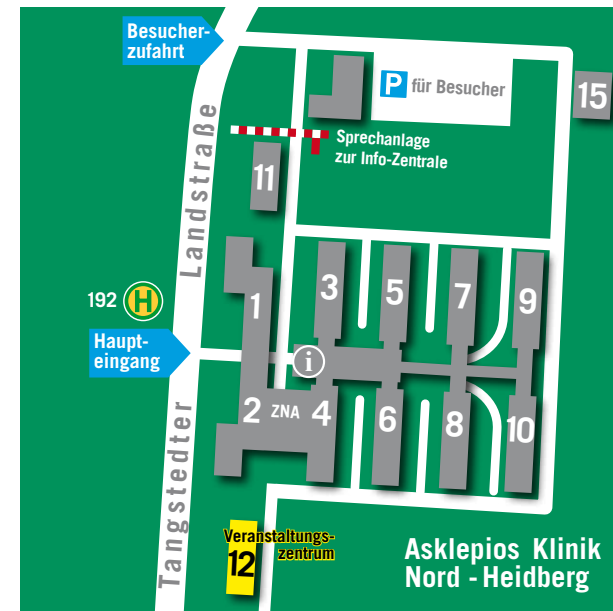 Besucher-
zufahrt
P für Besucher
15
Sprechanlage
zur Info-Zentrale
11
Tangstedter Landstraße
192 H
Haupt-
eingang
1
3
5
7
9
i
2 ZNA 4
6
8
10
Veranstaltungs-
zentrum
12
Asklepios Klinik
Nord - Heidberg